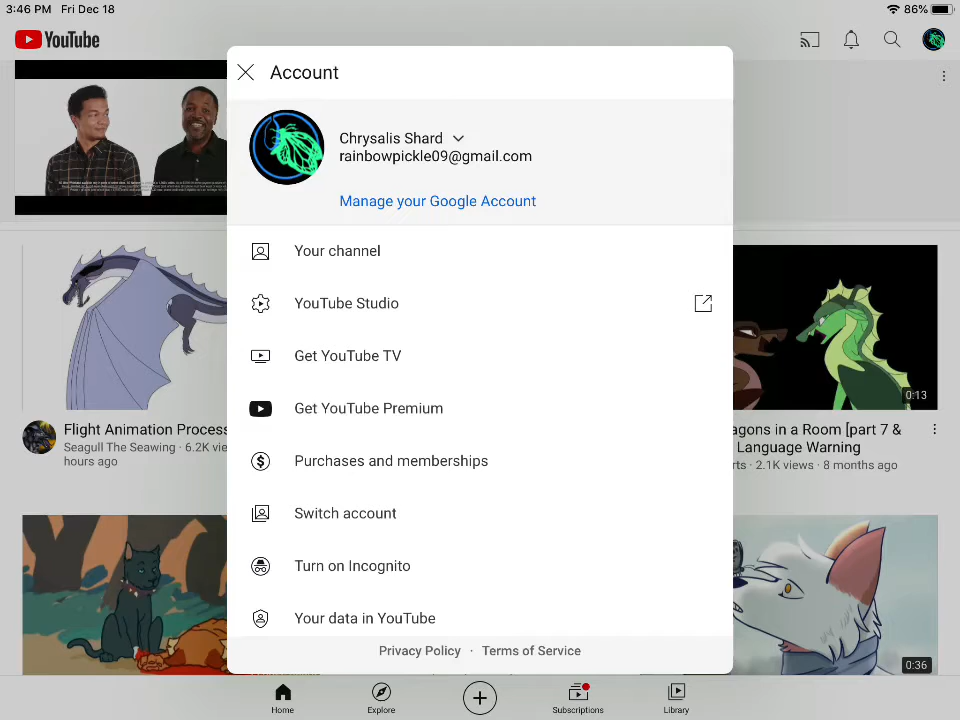 3:46 PM Fri Dec 18
86%
YouTube
Account
Chrysalis Shard
rainbowpickle09@gmail.com
Manage your Google Account
Your channel
YouTube Studio
Get YouTube TV
Get YouTube Premium
Purchases and memberships
Switch account
Turn on Incognito
Your data in YouTube
Privacy Policy · Terms of Service
Flight Animation Process
Seagull The Seawing · 6.2K vie
hours ago
0:13
agons in a Room [part 7 &
Language Warning
rts · 2.1K views · 8 months ago
0:36
Home
Explore
Subscriptions
Library